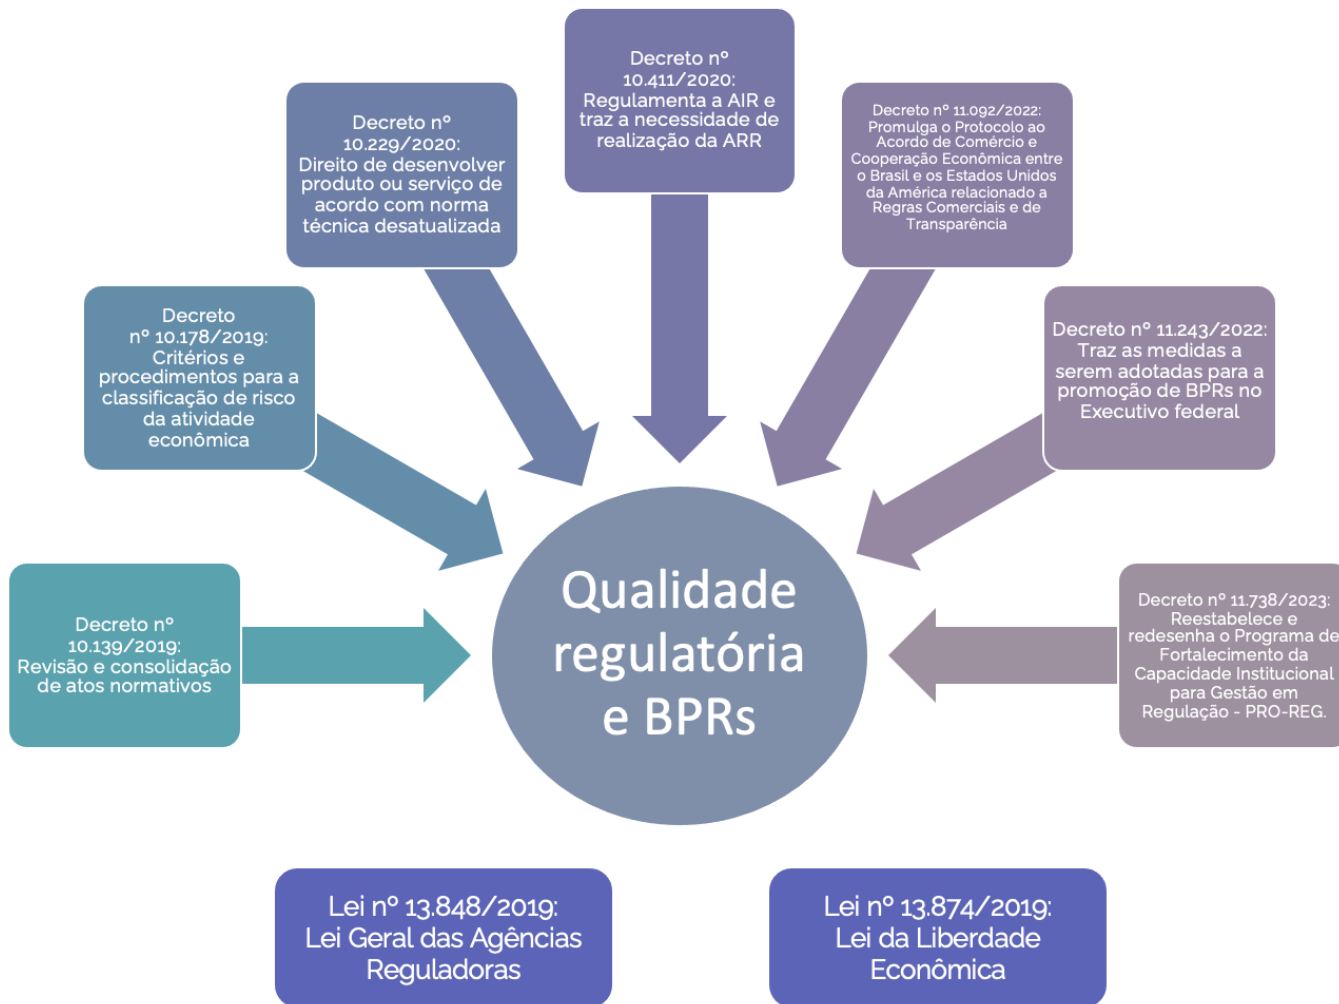 Decreto nº
10.411/2020:
Regulamenta a AIR e
traz a necessidade de
realização da ARR
Decreto nº
10.229/2020:
Direito de desenvolver
produto ou serviço de
acordo com norma
técnica desatualizada
Decreto nº 11.092/2022:
Promulga o Protocolo ao
Acordo de Comércio e
Cooperação Econômica entre
o Brasil e os Estados Unidos
da América relacionado a
Regras Comerciais e de
Transparência
Decreto
nº 10.178/2019:
Critérios e
procedimentos para a
classificação de risco
da atividade
econômica
Decreto nº 11.243/2022:
Traz as medidas a
serem adotadas para a
promoção de BPRs no
Executivo federal
Decreto nº
10.139/2019:
Revisão e consolidação
de atos normativos
Qualidade
regulatória
e BPRs
Decreto nº 11.738/2023:
Reestabelece e
redesenha o Programa de
Fortalecimento da
Capacidade Institucional
para Gestão em
Regulação - PRO-REG.
Lei nº 13.848/2019:
Lei Geral das Agências
Reguladoras
Lei nº 13.874/2019:
Lei da Liberdade
Econômica